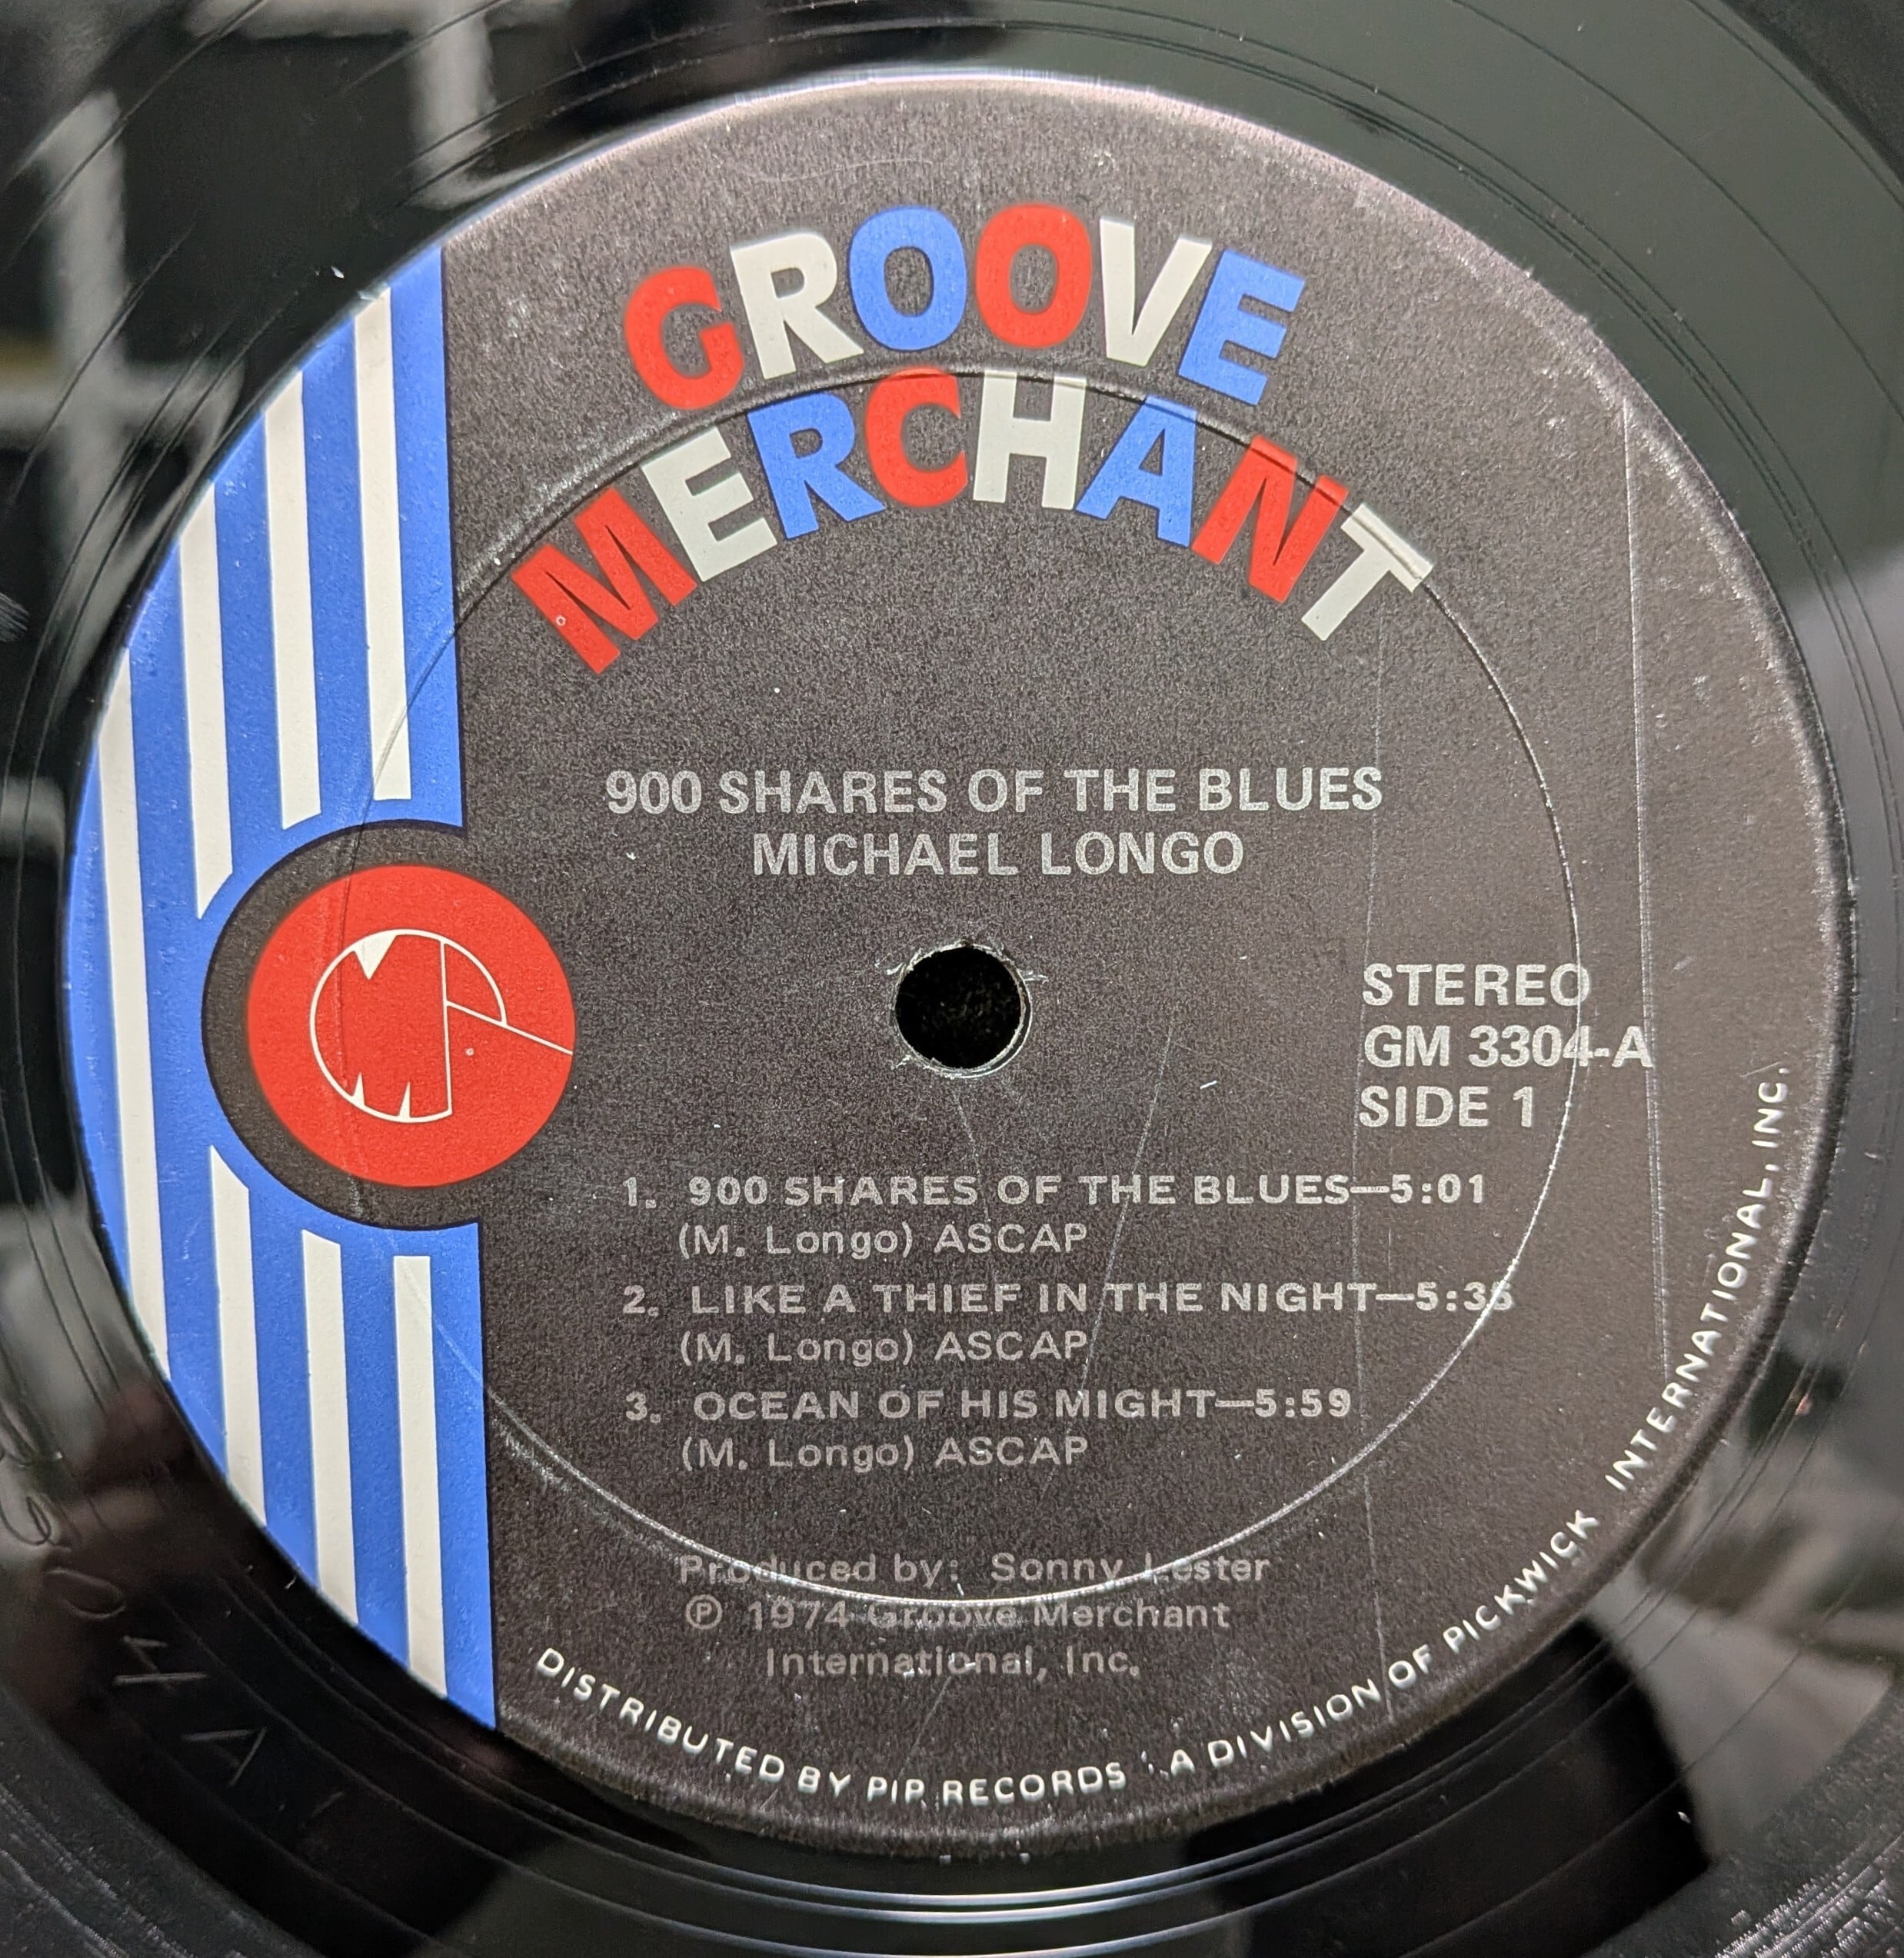 GROOVE
MERCHANT
900 SHARES OF THE BLUES
MICHAEL LONGO
STEREO
GM 3304-A
SIDE 1
1. 900 SHARES OF THE BLUES—5:01
(M. Longo) ASCAP
2. LIKE A THIEF IN THE NIGHT—5:36
(M. Longo) ASCAP
3. OCEAN OF HIS MIGHT—5:59
(M. Longo) ASCAP
Produced by: Sonny Lester
℗ 1974 Groove Merchant
International, Inc.
DISTRIBUTED BY PIP RECORDS : A DIVISION OF PICKWICK INTERNATIONAL, INC.